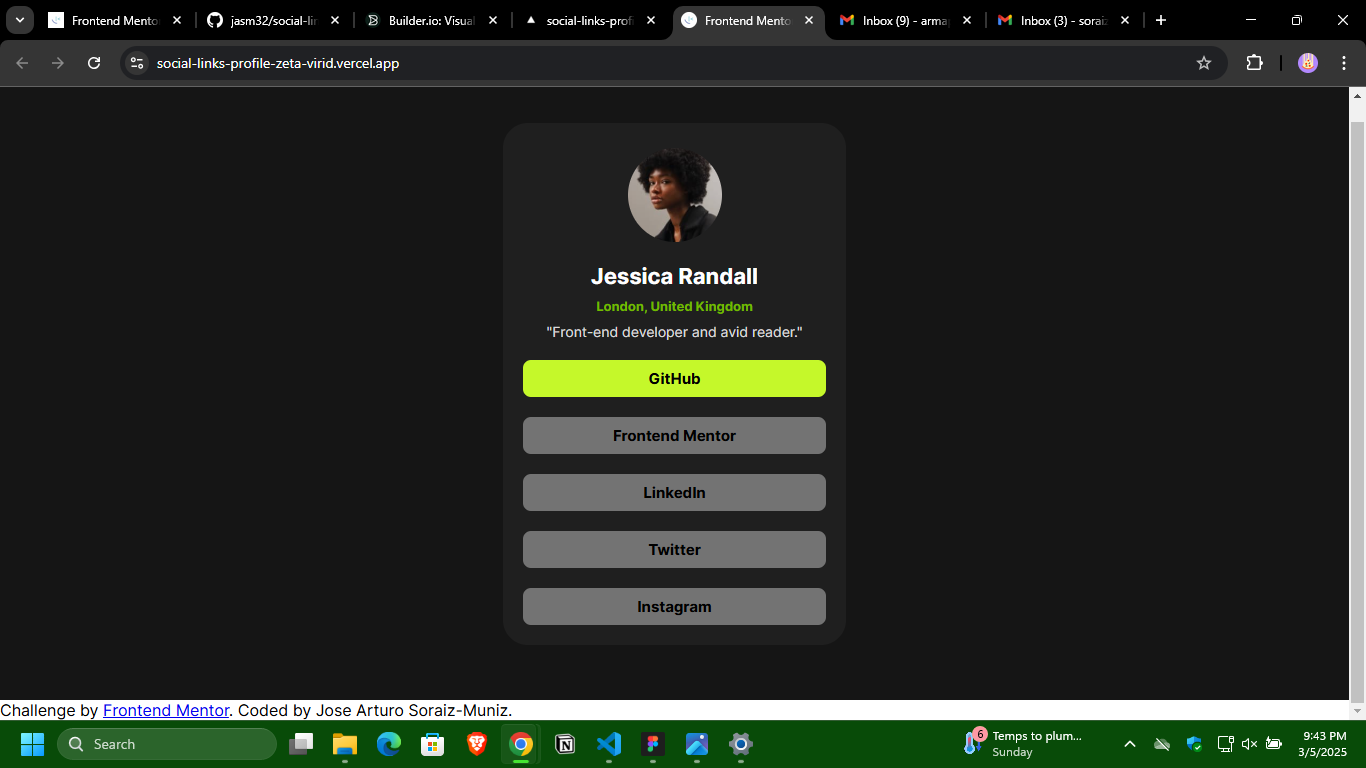 Frontend Mento
jasm32/social-li
Builder.io: Visual
social-links-prof
Frontend Mento
Inbox (9) - arma
Inbox (3) - soraiz
social-links-profile-zeta-virid.vercel.app
Jessica Randall
London, United Kingdom
"Front-end developer and avid reader."
GitHub
Frontend Mentor
LinkedIn
Twitter
Instagram
Challenge by Frontend Mentor. Coded by Jose Arturo Soraiz-Muniz.
Search
6
Temps to plum...
Sunday
9:43 PM
3/5/2025